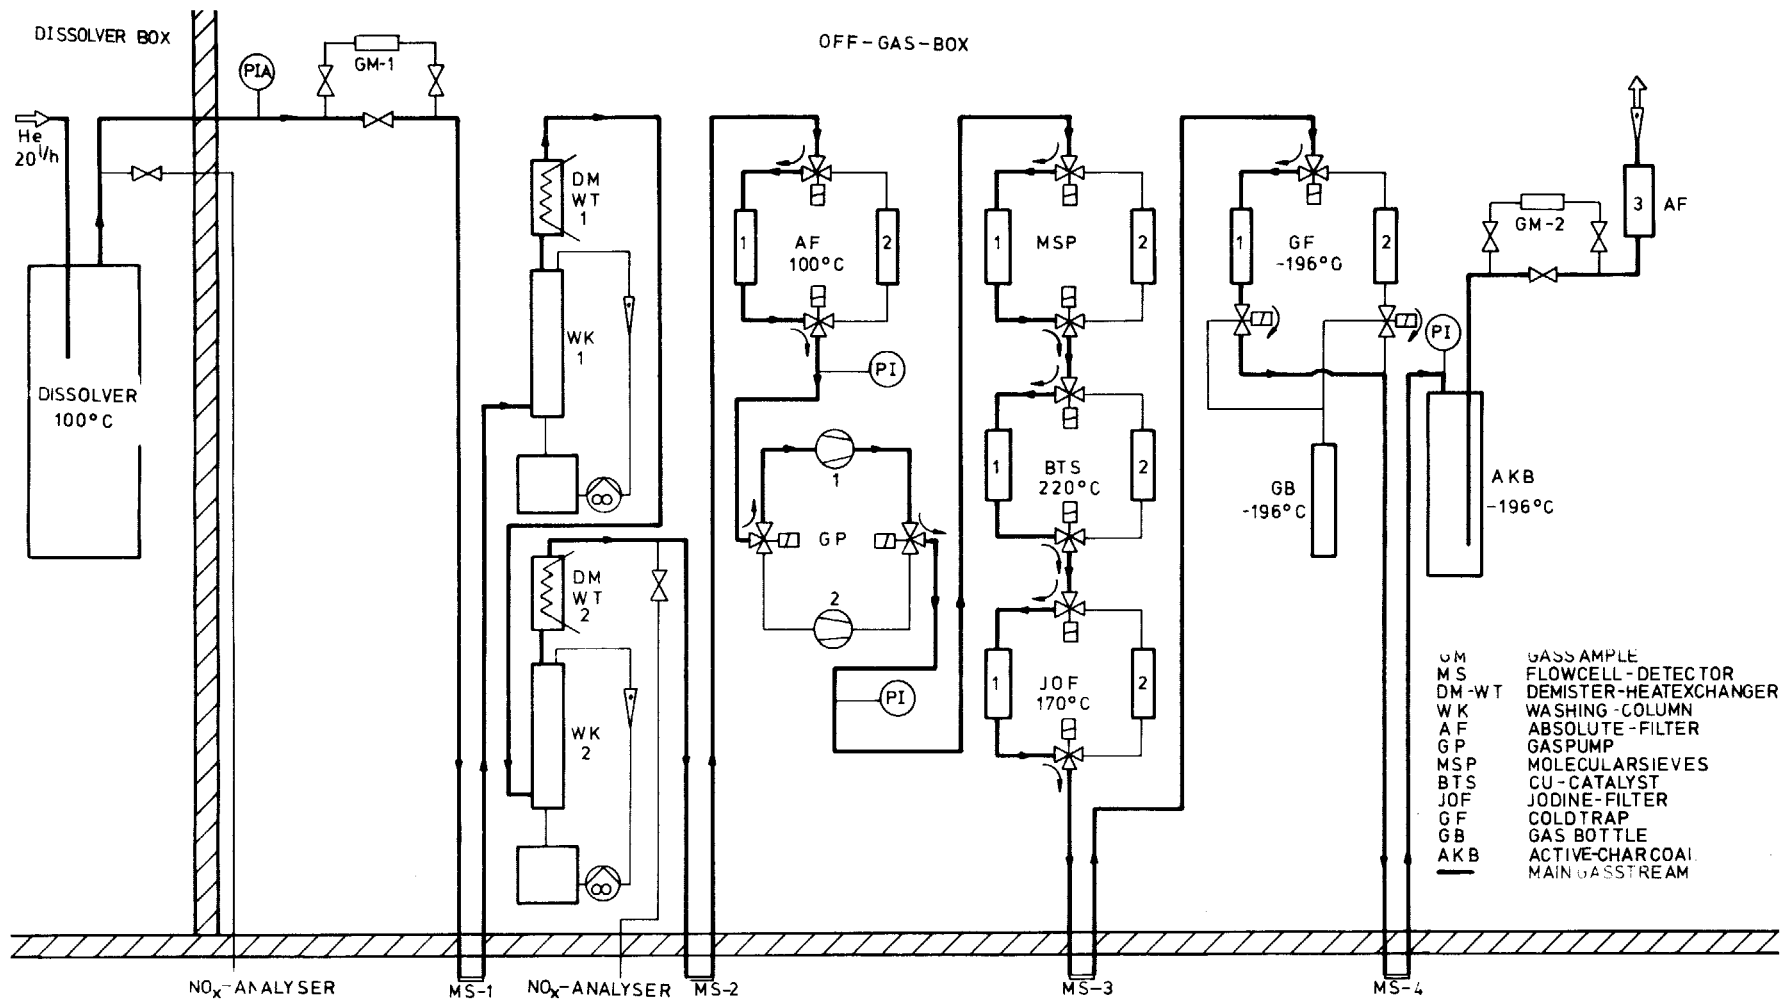 DISSOLVER BOX
OFF-GAS-BOX
PIA
GM-1
He
20 l/h
DM
WT
1
WK
1
DISSOLVER
100°C
DM
WT
2
WK
2
1
AF
100°C
2
PI
1
GP
2
PI
1
MSP
2
1
BTS
220°C
2
1
JOF
170°C
2
1
GF
-196°C
2
GB
-196°C
PI
AKB
-196°C
GM-2
3
AF
GM GASSAMPLE
MS FLOWCELL-DETECTOR
DM-WT DEMISTER-HEATEXCHANGER
WK WASHING-COLUMN
AF ABSOLUTE-FILTER
GP GASPUMP
MSP MOLECULARSIEVES
BTS CU-CATALYST
JOF JODINE-FILTER
GF COLDTRAP
GB GAS BOTTLE
AKB ACTIVE-CHARCOAL
MAIN GASSTREAM
NOx-ANALYSER
MS-1
NOx-ANALYSER
MS-2
MS-3
MS-4